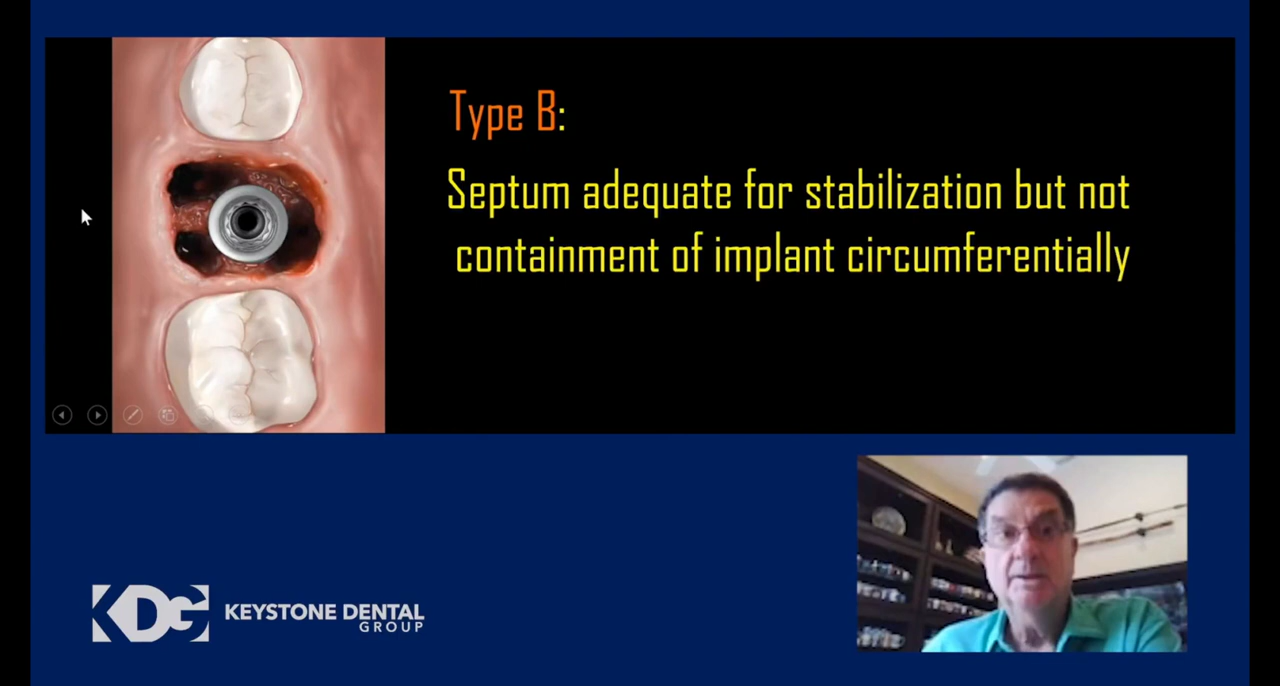 Type B:
Septum adequate for stabilization but not
containment of implant circumferentially
KDG KEYSTONE DENTAL
GROUP